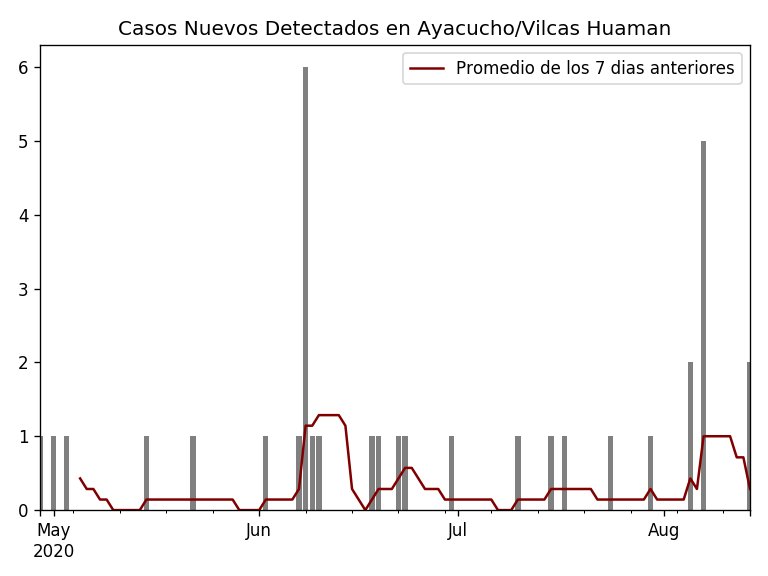 Casos Nuevos Detectados en Ayacucho/Vilcas Huaman
Promedio de los 7 dias anteriores
6
5
4
3
2
1
0
May Jun Jul Aug
2020